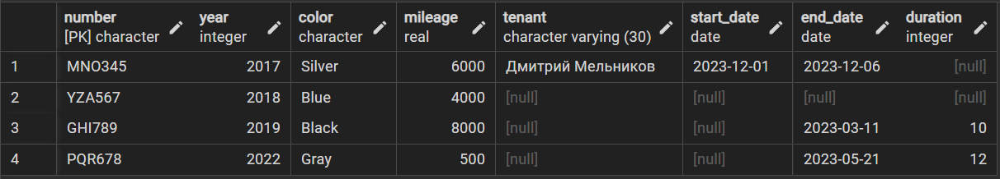 number year color mileage tenant start_date end_date duration
[PK] character integer character real character varying (30) date date integer
1 MNO345 2017 Silver 6000 Дмитрий Мельников 2023-12-01 2023-12-06 [null]
2 YZA567 2018 Blue 4000 [null] [null] [null] [null]
3 GHI789 2019 Black 8000 [null] [null] 2023-03-11 10
4 PQR678 2022 Gray 500 [null] [null] 2023-05-21 12